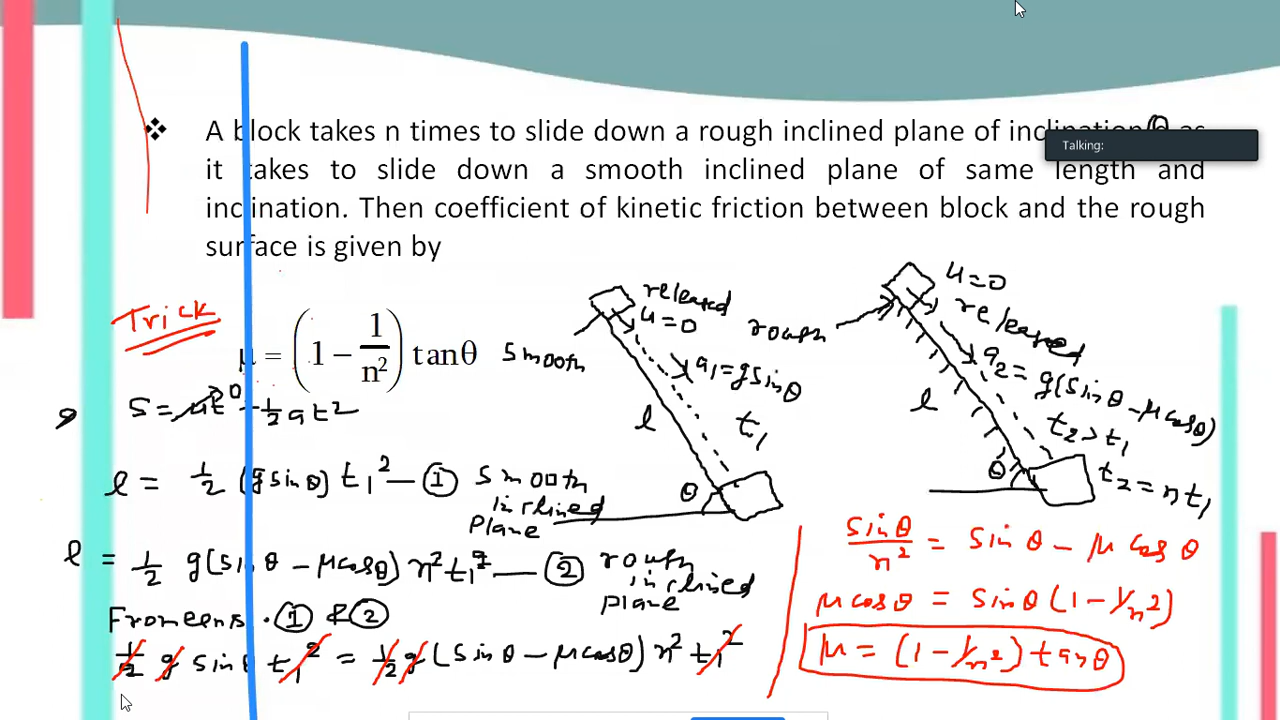 ❖ A block takes n times to slide down a rough inclined plane of inclination θ as
it takes to slide down a smooth inclined plane of same length and
inclination. Then coefficient of kinetic friction between block and the rough
surface is given by
Talking:
Trick
μ = (1 − 1/n²) tanθ
S = ut⁰ + ½at²
l = ½ (g sinθ) t₁² — ① Smooth
inclined
Plane
l = ½ g(sinθ − μcosθ) n²t₁² — ② rough
inclined
plane
From eens. ① & ②
½ g sinθ t₁² = ½ g (sinθ − μcosθ) n² t₁²
Smooth
released
u=0
a₁=gsinθ
l
t₁
θ
rough
u=0
released
a₂ = g(sinθ − μcosθ)
l
t₂>t₁
t₂ = nt₁
θ
sinθ/n² = sinθ − μ cosθ
μcosθ = sinθ(1 − 1/n²)
μ = (1 − 1/n²) tanθ